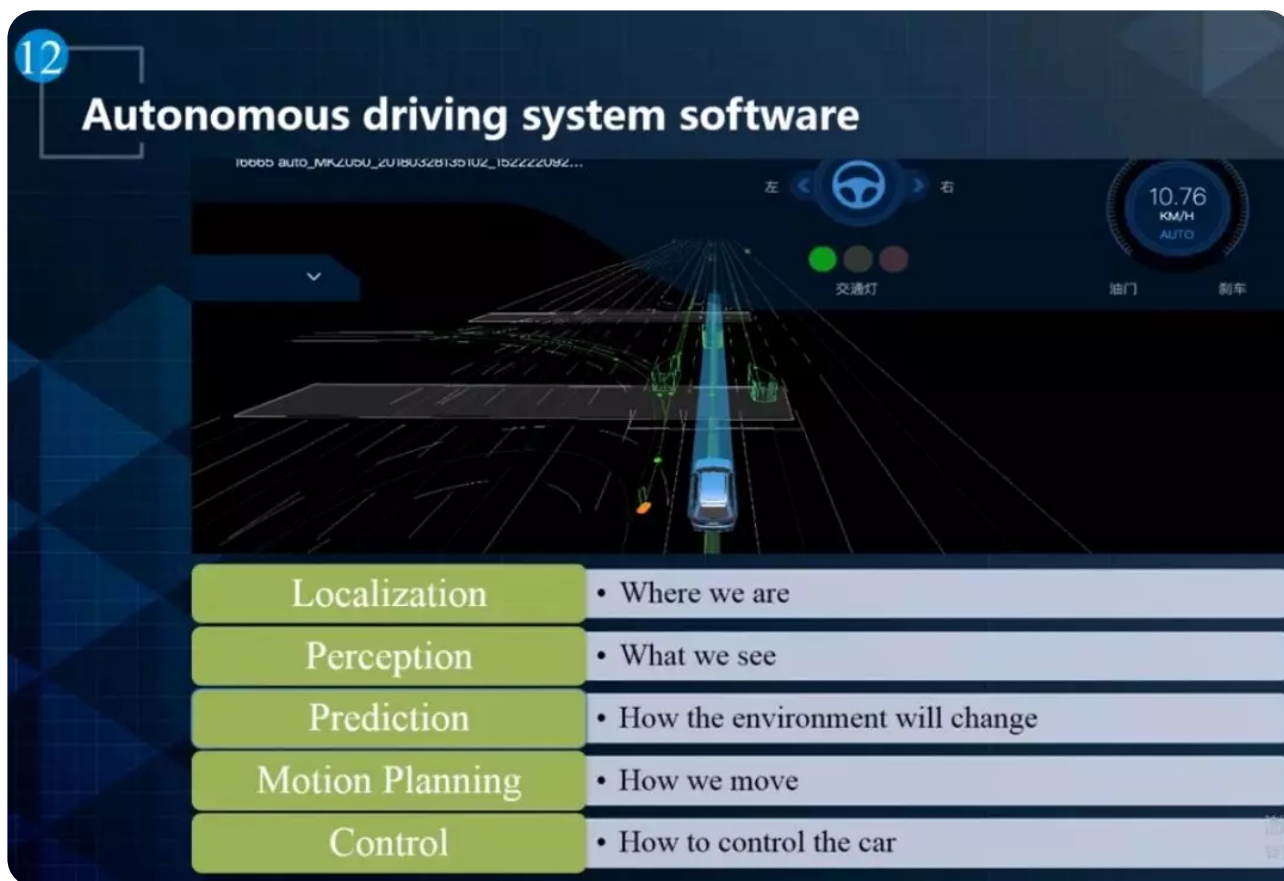 12
Autonomous driving system software
16665 auto_MKZ050_20180328135102_152222092...
左
右
10.76
KM/H
AUTO
交通灯
油门
刹车
Localization
• Where we are
Perception
• What we see
Prediction
• How the environment will change
Motion Planning
• How we move
Control
• How to control the car